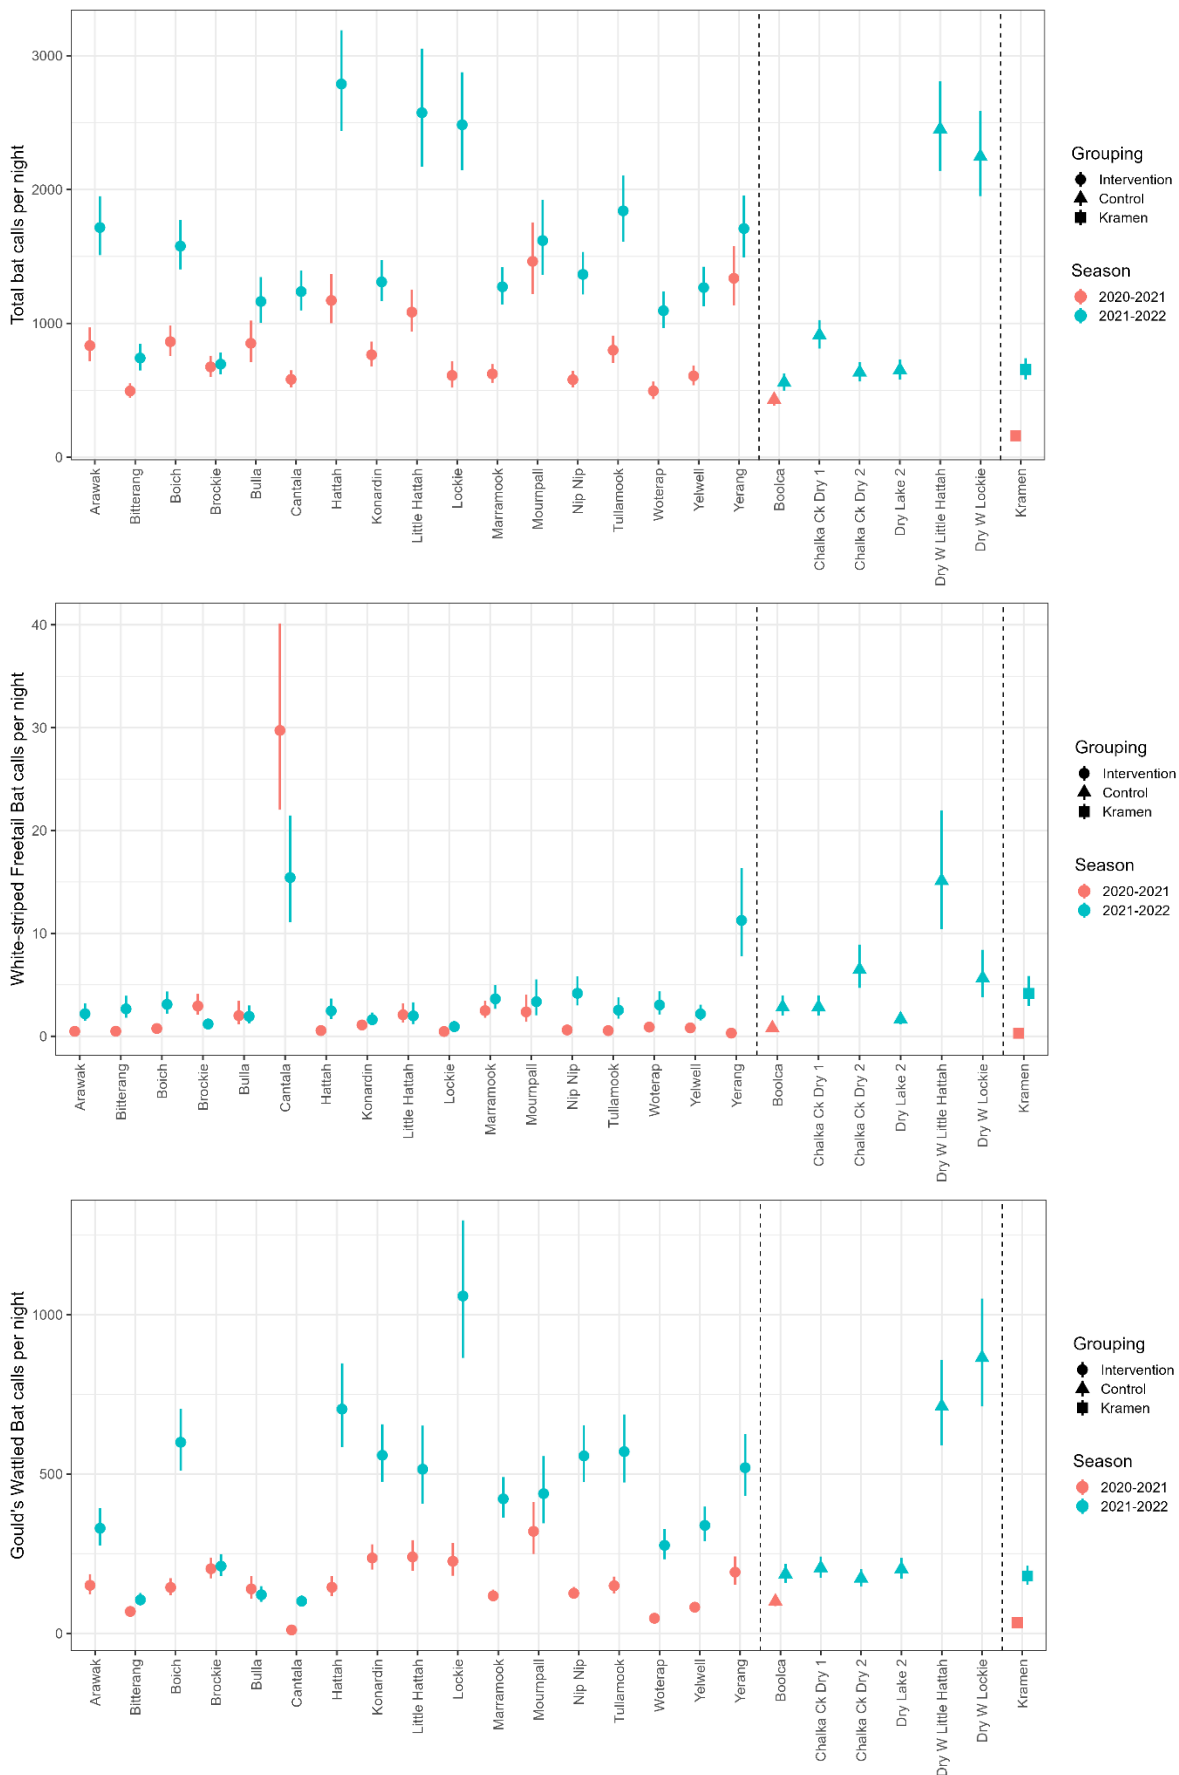 Total bat calls per night
3000
2000
1000
0
Arawak
Bitterang
Boich
Brockie
Bulla
Cantala
Hattah
Konardin
Little Hattah
Lockie
Marramook
Mournpall
Nip Nip
Tullamook
Woterap
Yelwell
Yerang
Boolca
Chalka Ck Dry 1
Chalka Ck Dry 2
Dry Lake 2
Dry W Little Hattah
Dry W Lockie
Kramen
Grouping
Intervention
Control
Kramen
Season
2020-2021
2021-2022
White-striped Freetail Bat calls per night
40
30
20
10
0
Arawak
Bitterang
Boich
Brockie
Bulla
Cantala
Hattah
Konardin
Little Hattah
Lockie
Marramook
Mournpall
Nip Nip
Tullamook
Woterap
Yelwell
Yerang
Boolca
Chalka Ck Dry 1
Chalka Ck Dry 2
Dry Lake 2
Dry W Little Hattah
Dry W Lockie
Kramen
Grouping
Intervention
Control
Kramen
Season
2020-2021
2021-2022
Gould's Wattled Bat calls per night
1000
500
0
Arawak
Bitterang
Boich
Brockie
Bulla
Cantala
Hattah
Konardin
Little Hattah
Lockie
Marramook
Mournpall
Nip Nip
Tullamook
Woterap
Yelwell
Yerang
Boolca
Chalka Ck Dry 1
Chalka Ck Dry 2
Dry Lake 2
Dry W Little Hattah
Dry W Lockie
Kramen
Grouping
Intervention
Control
Kramen
Season
2020-2021
2021-2022